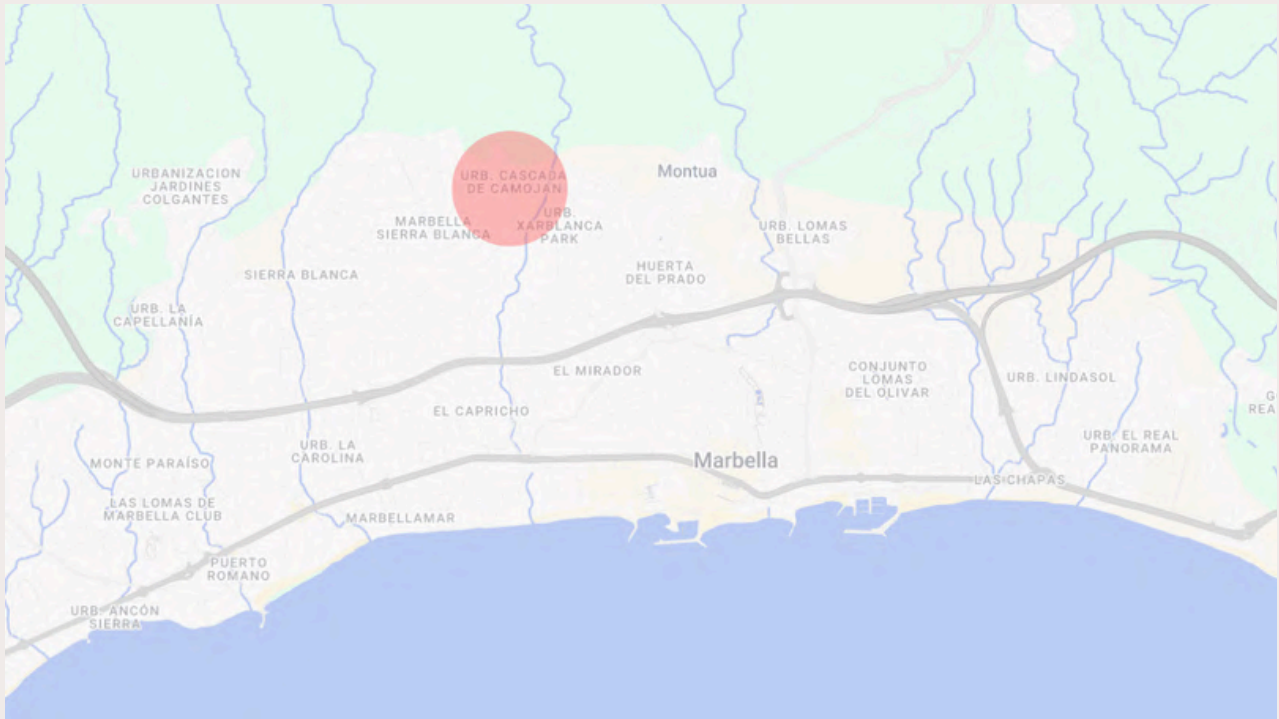 URBANIZACION
JARDINES
COLGANTES
URB. CASCADA
DE CAMOJAN
Montua
MARBELLA
SIERRA BLANCA
URB.
XARBLANCA
PARK
URB. LOMAS
BELLAS
SIERRA BLANCA
HUERTA
DEL PRADO
URB. LA
CAPELLANÍA
EL MIRADOR
CONJUNTO
LOMAS
DEL OLIVAR
URB. LINDASOL
G
REA
EL CAPRICHO
URB. LA
CAROLINA
URB. EL REAL
PANORAMA
MONTE PARAÍSO
Marbella
LAS CHAPAS
LAS LOMAS DE
MARBELLA CLUB
MARBELLAMAR
PUERTO
ROMANO
URB. ANCÓN
SIERRA